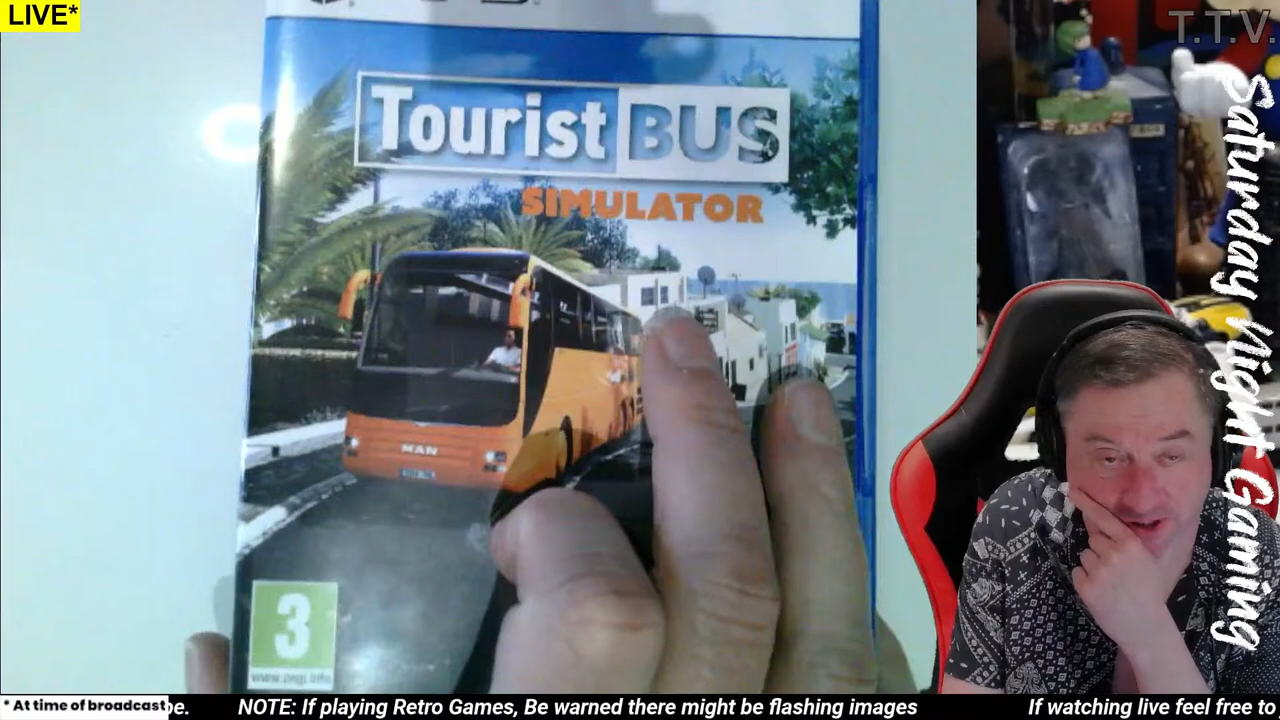 LIVE*
T.T.V.
Tourist BUS
SIMULATOR
MAN
3
www.pegi.info
Saturday Night Gaming
* At time of broadcast
be.
NOTE: If playing Retro Games, Be warned there might be flashing images
If watching live feel free to